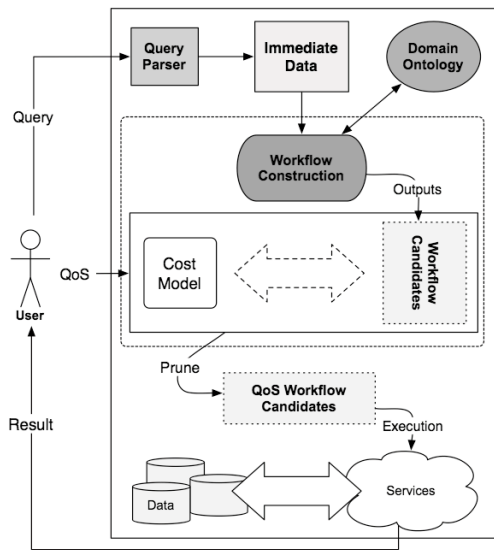 Query
Parser
Immediate
Data
Domain
Ontology
Query
Workflow
Construction
Outputs
Cost
Model
Workflow
Candidates
QoS
User
Prune
QoS Workflow
Candidates
Execution
Result
Data
Services